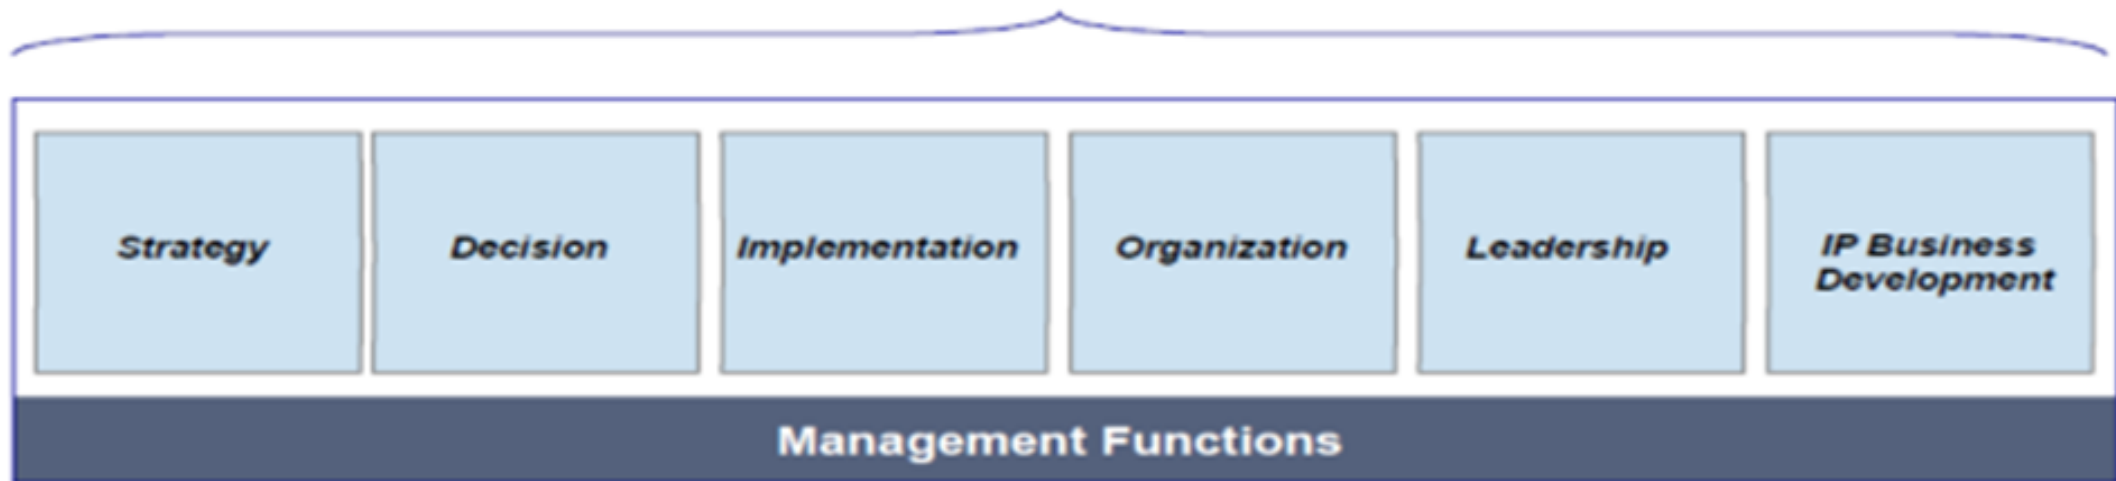 Strategy
Decision
Implementation
Organization
Leadership
IP Business
Development
Management Functions